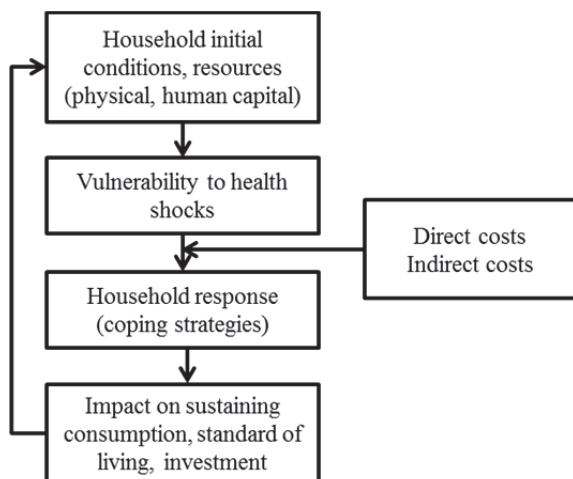 Household initial
conditions, resources
(physical, human capital)
Vulnerability to health
shocks
Direct costs
Indirect costs
Household response
(coping strategies)
Impact on sustaining
consumption, standard of
living, investment